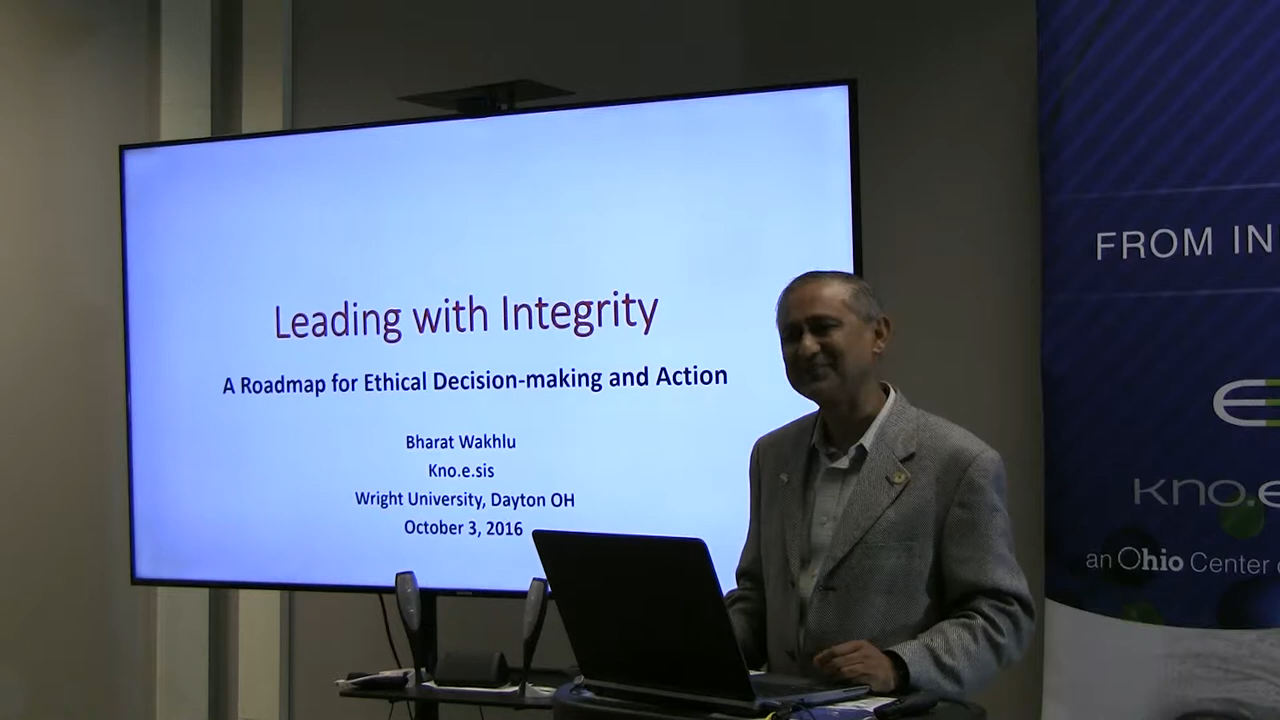 Leading with Integrity
A Roadmap for Ethical Decision-making and Action
Bharat Wakhlu
Kno.e.sis
Wright University, Dayton OH
October 3, 2016
FROM IN
kno.e
an Ohio Center